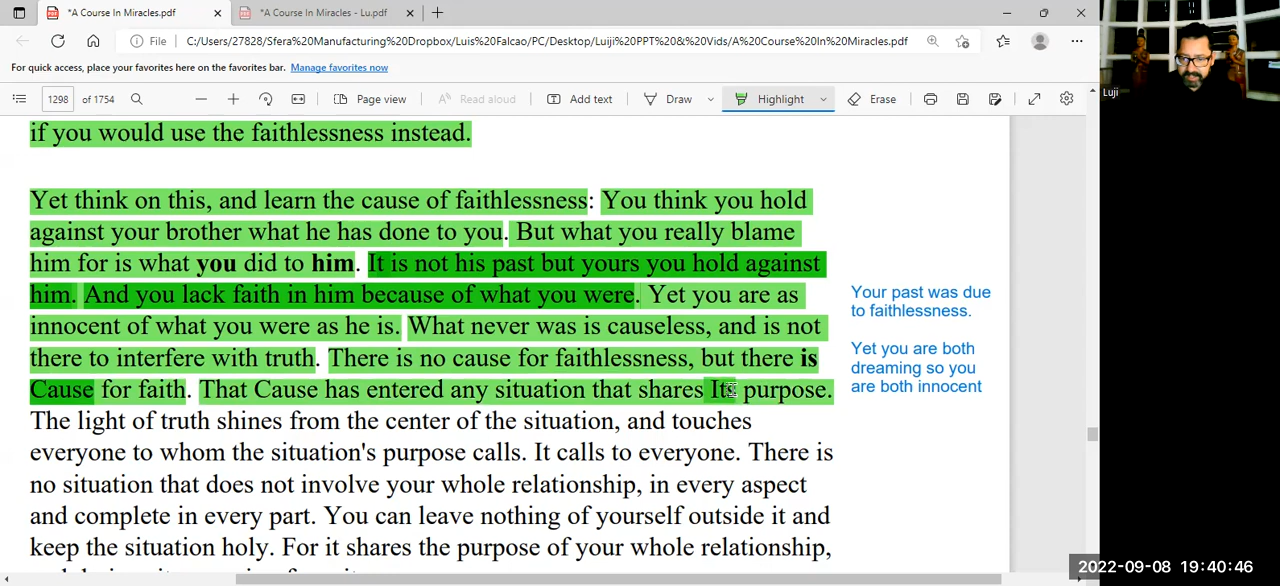 *A Course In Miracles.pdf
*A Course In Miracles - Lu.pdf
File
C:/Users/27828/Sfera%20Manufacturing%20Dropbox/Luis%20Falcao/PC/Desktop/Luiji%20PPT%20&%20Vids/A%20Course%20In%20Miracles.pdf
For quick access, place your favorites here on the favorites bar. Manage favorites now
1298 of 1754 Page view Read aloud Add text Draw Highlight Erase
Luji
if you would use the faithlessness instead.
Yet think on this, and learn the cause of faithlessness: You think you hold
against your brother what he has done to you. But what you really blame
him for is what you did to him. It is not his past but yours you hold against
him. And you lack faith in him because of what you were. Yet you are as
innocent of what you were as he is. What never was is causeless, and is not
there to interfere with truth. There is no cause for faithlessness, but there is
Cause for faith. That Cause has entered any situation that shares Its purpose.
The light of truth shines from the center of the situation, and touches
everyone to whom the situation's purpose calls. It calls to everyone. There is
no situation that does not involve your whole relationship, in every aspect
and complete in every part. You can leave nothing of yourself outside it and
keep the situation holy. For it shares the purpose of your whole relationship,
Your past was due
to faithlessness.
Yet you are both
dreaming so you
are both innocent
2022-09-08 19:40:46